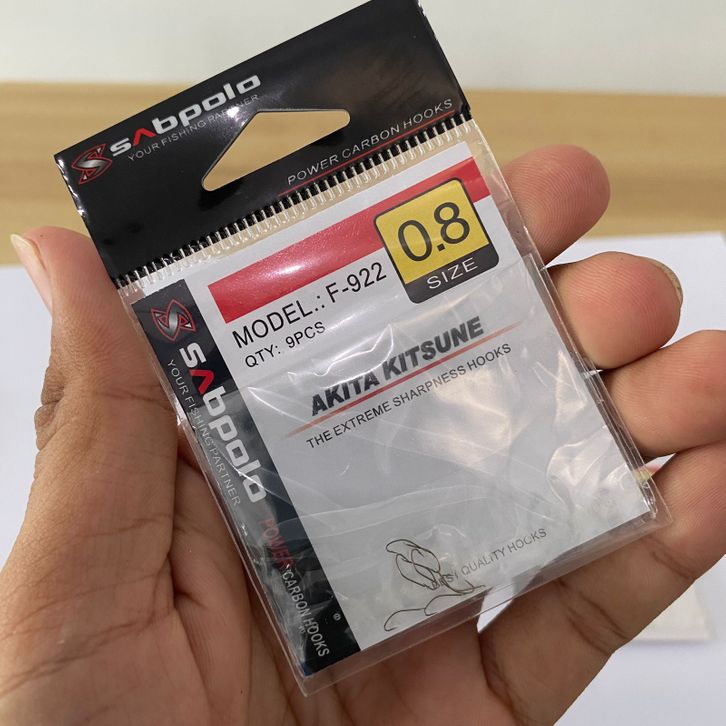 sabpolo
YOUR FISHING PARTNER
POWER CARBON HOOKS
0.8
SIZE
MODEL.: F-922
QTY: 9PCS
AKITA KITSUNE
THE EXTREME SHARPNESS HOOKS
sabpolo
YOUR FISHING PARTNER
POWER CARBON HOOKS
BEST QUALITY HOOKS